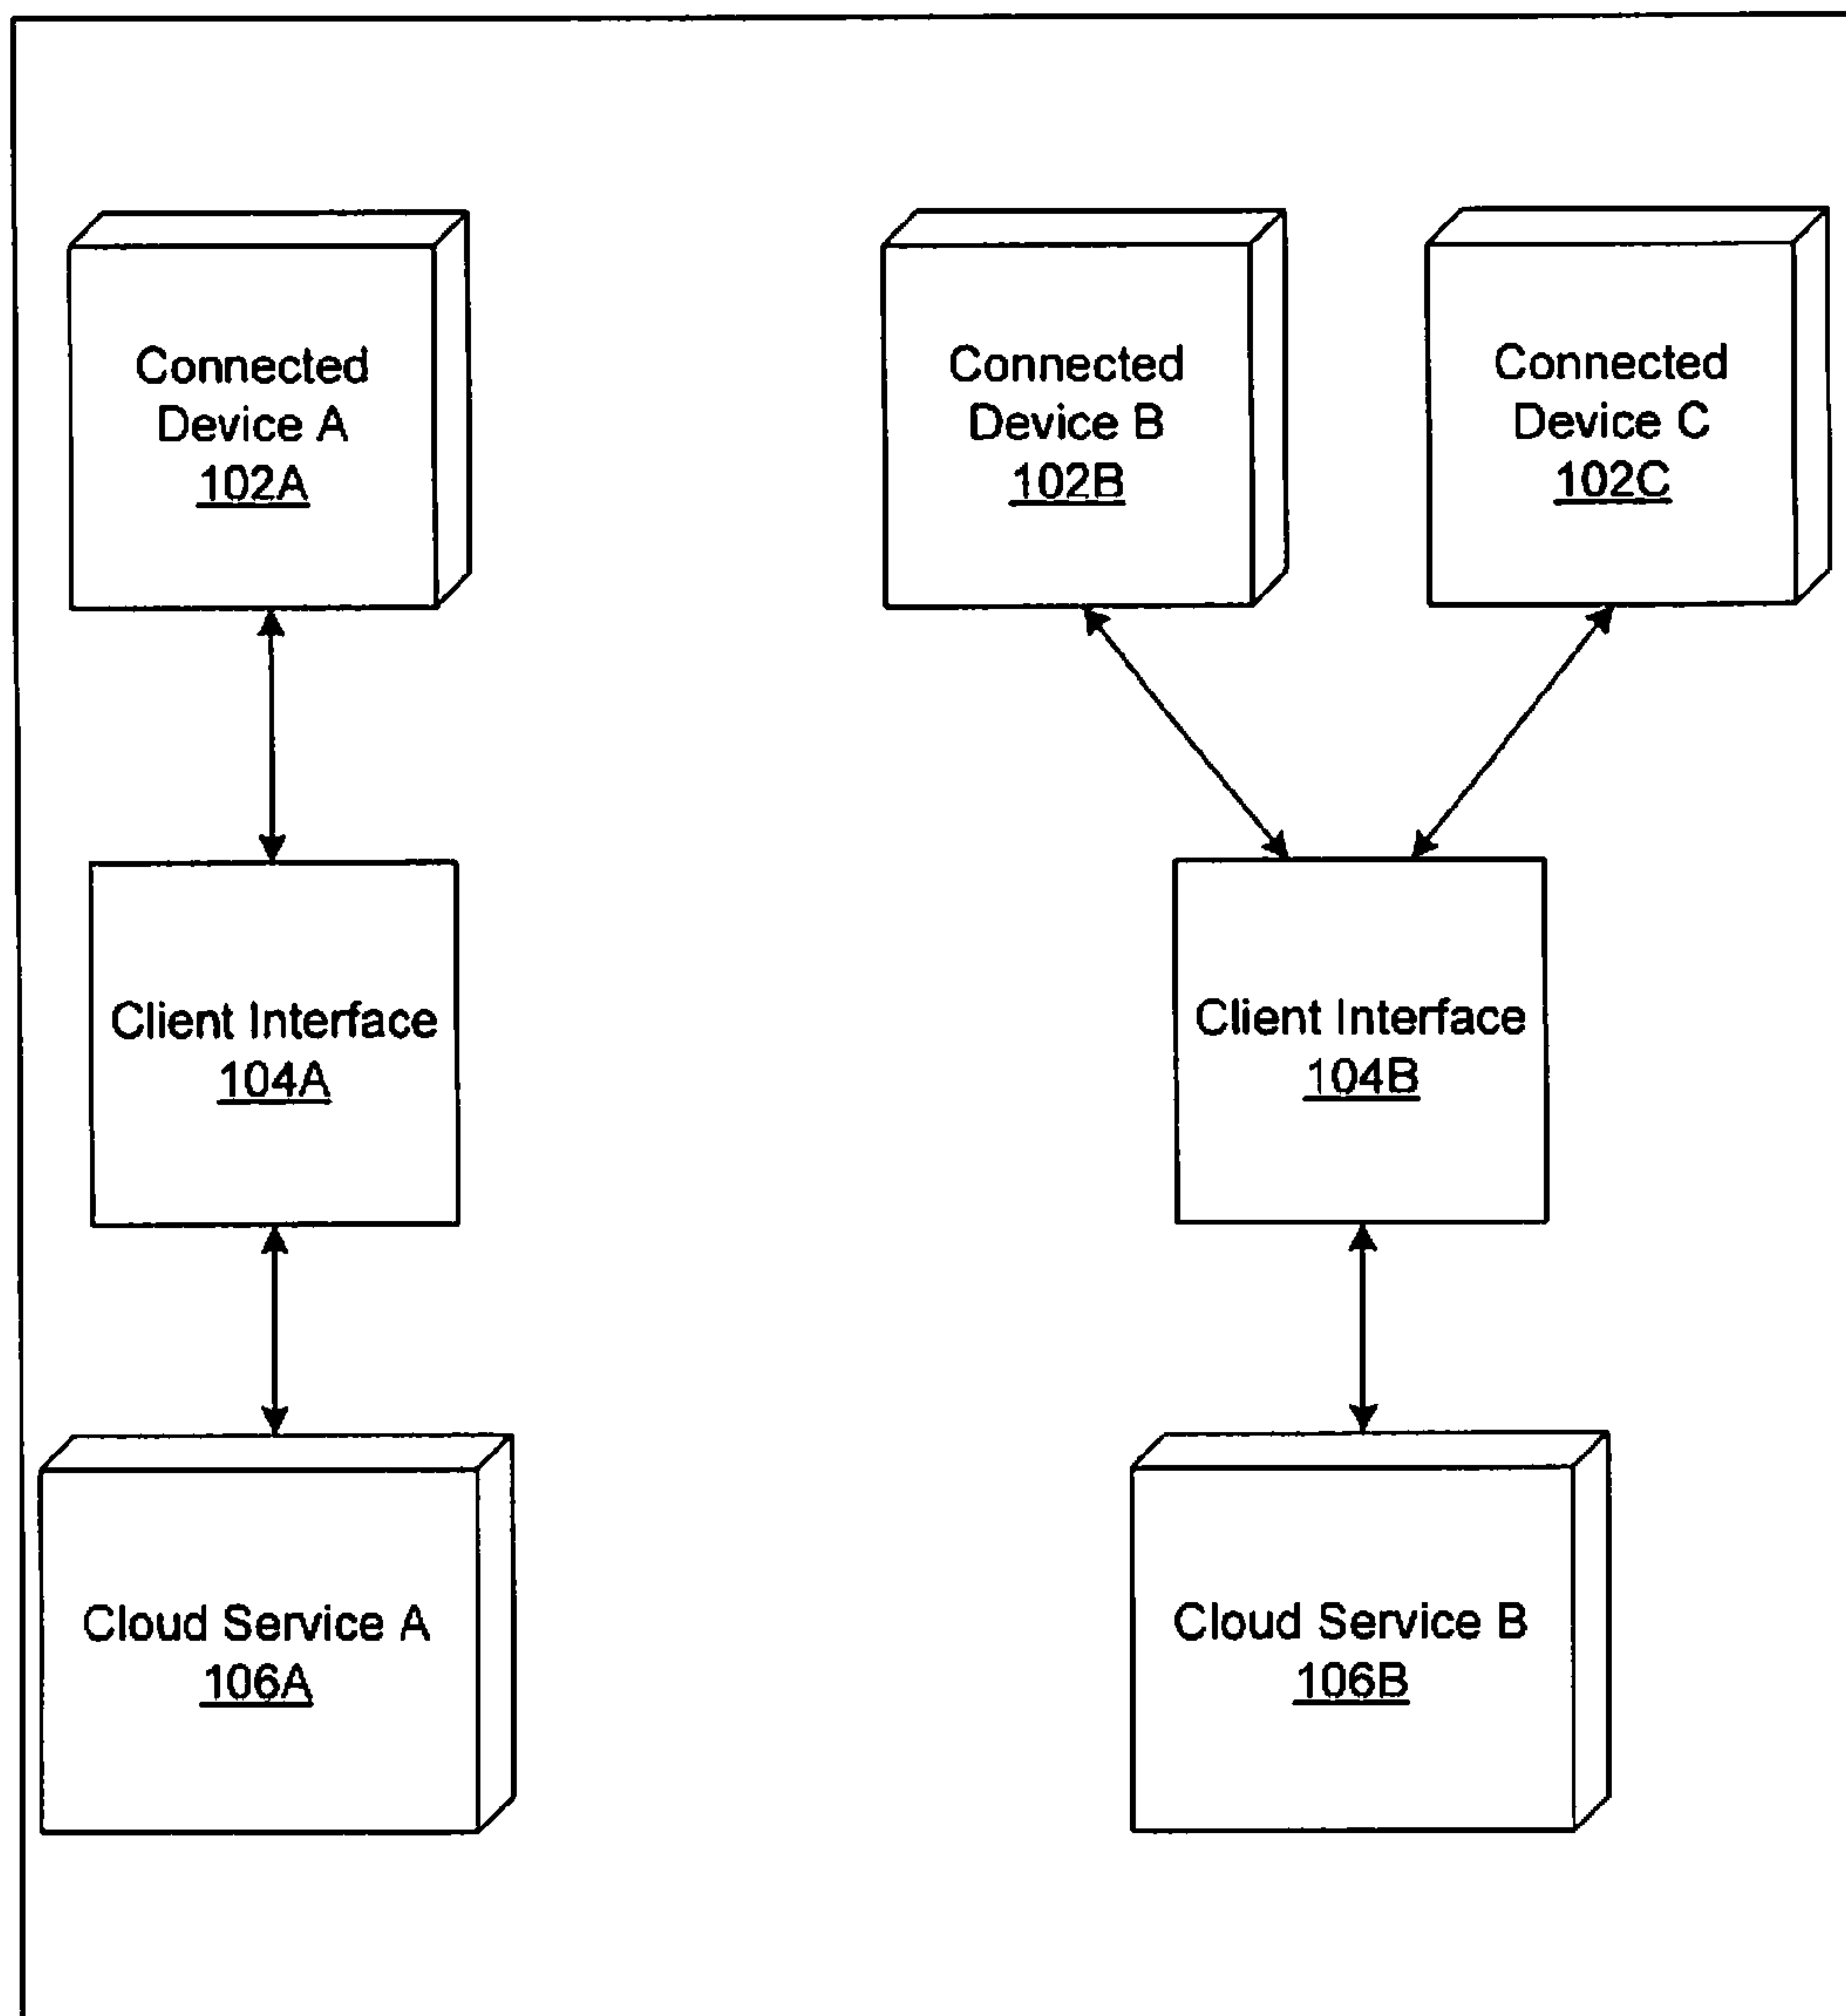 Connected
Device A
102A
Connected
Device B
102B
Connected
Device C
102C
Client Interface
104A
Client Interface
104B
Cloud Service A
106A
Cloud Service B
106B